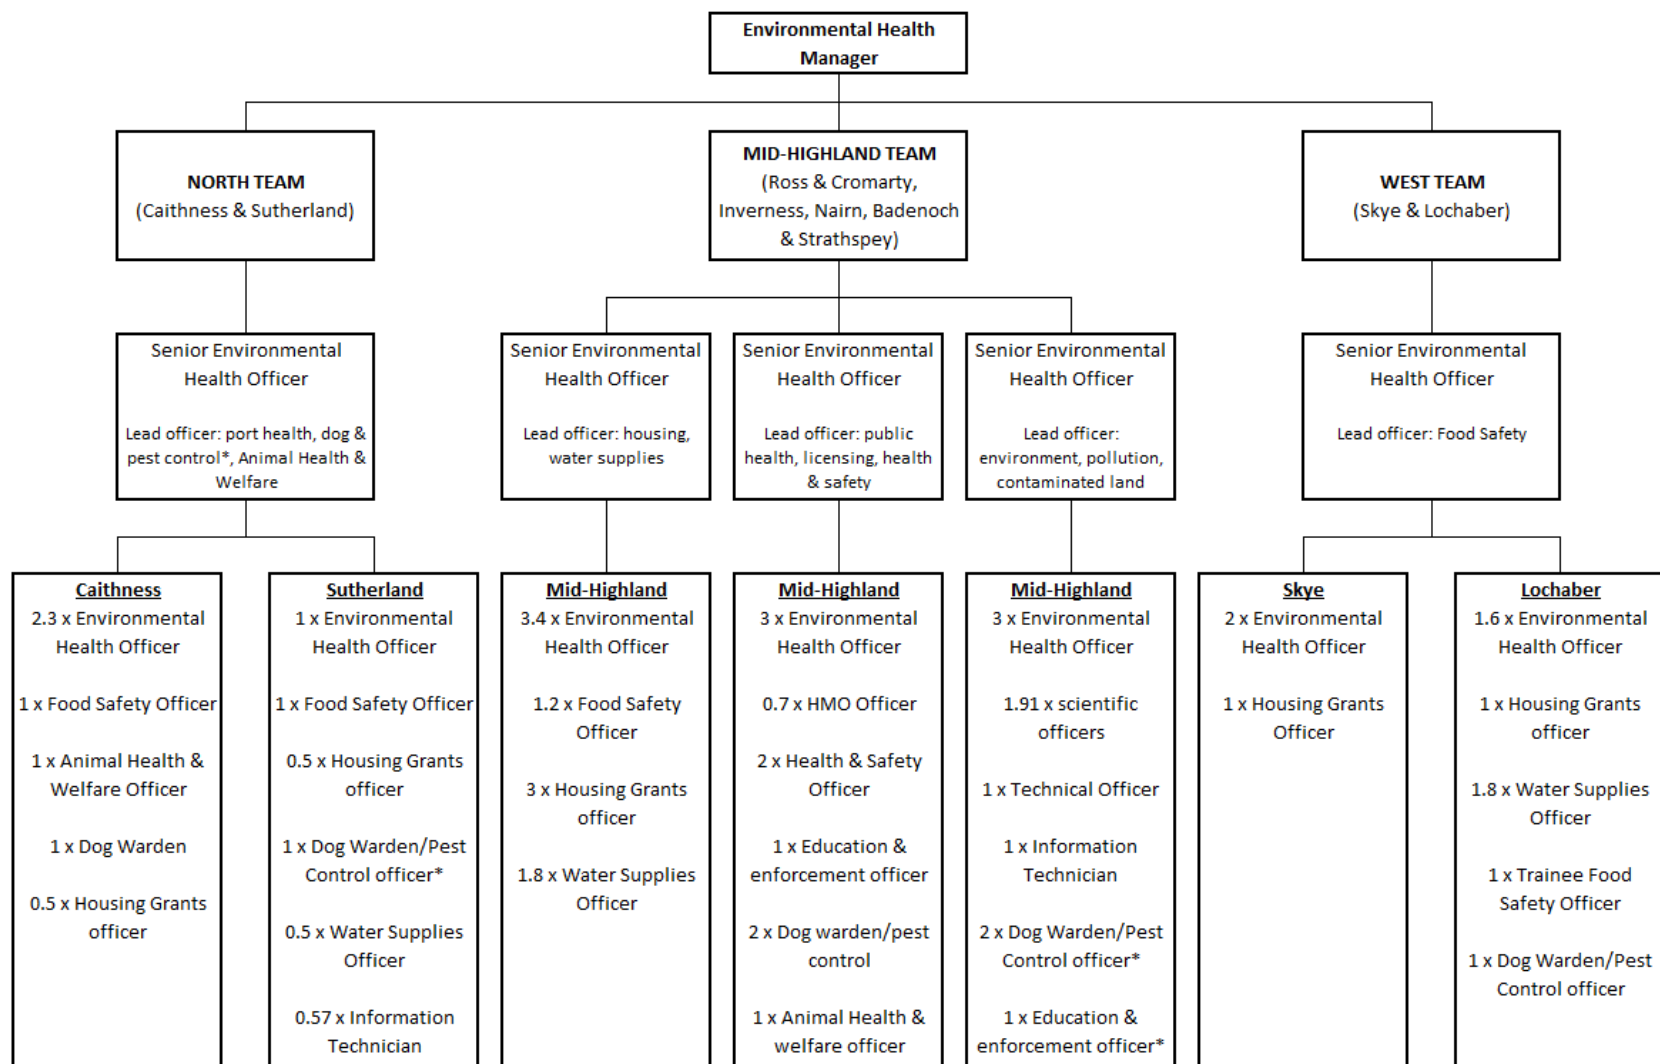 Environmental Health
Manager
NORTH TEAM
(Caithness & Sutherland)
MID-HIGHLAND TEAM
(Ross & Cromarty,
Inverness, Nairn, Badenoch
& Strathspey)
WEST TEAM
(Skye & Lochaber)
Senior Environmental
Health Officer
Lead officer: port health, dog &
pest control*, Animal Health &
Welfare
Senior Environmental
Health Officer
Lead officer: housing,
water supplies
Senior Environmental
Health Officer
Lead officer: public
health, licensing, health
& safety
Senior Environmental
Health Officer
Lead officer:
environment, pollution,
contaminated land
Senior Environmental
Health Officer
Lead officer: Food Safety
Caithness
2.3 x Environmental
Health Officer
1 x Food Safety Officer
1 x Animal Health &
Welfare Officer
1 x Dog Warden
0.5 x Housing Grants
officer
Sutherland
1 x Environmental
Health Officer
1 x Food Safety Officer
0.5 x Housing Grants
officer
1 x Dog Warden/Pest
Control officer*
0.5 x Water Supplies
Officer
0.57 x Information
Technician
Mid-Highland
3.4 x Environmental
Health Officer
1.2 x Food Safety
Officer
3 x Housing Grants
officer
1.8 x Water Supplies
Officer
Mid-Highland
3 x Environmental
Health Officer
0.7 x HMO Officer
2 x Health & Safety
Officer
1 x Education &
enforcement officer
2 x Dog warden/pest
control
1 x Animal Health &
welfare officer
Mid-Highland
3 x Environmental
Health Officer
1.91 x scientific
officers
1 x Technical Officer
1 x Information
Technician
2 x Dog Warden/Pest
Control officer*
1 x Education &
enforcement officer*
Skye
2 x Environmental
Health Officer
1 x Housing Grants
Officer
Lochaber
1.6 x Environmental
Health Officer
1 x Housing Grants
officer
1.8 x Water Supplies
Officer
1 x Trainee Food
Safety Officer
1 x Dog Warden/Pest
Control officer